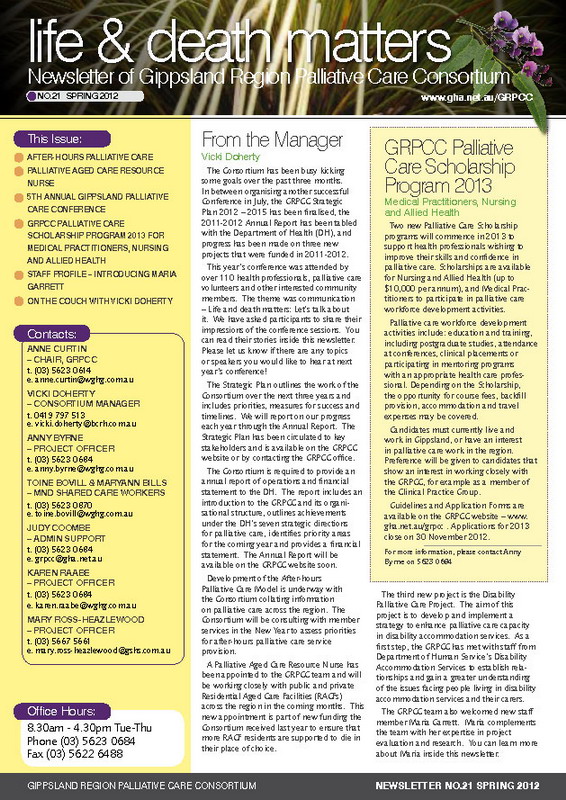 life & death matters
Newsletter of Gippsland Region Palliative Care Consortium
NO.21 SPRING 2012
www.gha.net.au/GRPCC
This Issue:
AFTER-HOURS PALLIATIVE CARE
PALLIATIVE AGED CARE RESOURCE
NURSE
5TH ANNUAL GIPPSLAND PALLIATIVE
CARE CONFERENCE
GRPCC PALLIATIVE CARE
SCHOLARSHIP PROGRAM 2013 FOR
MEDICAL PRACTITIONERS, NURSING
AND ALLIED HEALTH
STAFF PROFILE – INTRODUCING MARIA
GARRETT
ON THE COUCH WITH VICKI DOHERTY
Contacts:
ANNE CURTIN
– CHAIR, GRPCC
t. (03) 5623 0614
e. anne.curtin@wghg.com.au
VICKI DOHERTY
– CONSORTIUM MANAGER
t. 0419 797 513
e. vicki.doherty@bcrh.com.au
ANNY BYRNE
– PROJECT OFFICER
t. (03) 5623 0684
e. anny.byrne@wghg.com.au
TOINE BOVILL & MARYANN BILLS
– MND SHARED CARE WORKERS
t. (03) 5623 0670
e. toine.bovill@wghg.com.au
JUDY COOMBE
– ADMIN SUPPORT
t. (03) 5623 0684
e. grpcc@gha.net.au
KAREN RAABE
– PROJECT OFFICER
t. (03) 5623 0684
e. karen.raabe@wghg.com.au
MARY ROSS-HEAZLEWOOD
– PROJECT OFFICER
t. (03) 5667 5661
e. mary.ross-heazlewood@gshs.com.au
Office Hours:
8.30am - 4.30pm Tue-Thu
Phone (03) 5623 0684
Fax (03) 5622 6488
From the Manager
Vicki Doherty
The Consortium has been busy kicking
some goals over the past three months.
In between organising another successful
Conference in July, the GRPCC Strategic
Plan 2012 – 2015 has been finalised, the
2011-2012 Annual Report has been tabled
with the Department of Health (DH), and
progress has been made on three new
projects that were funded in 2011-2012.
This year's conference was attended by
over 110 health professionals, palliative care
volunteers and other interested community
members. The theme was communication
– Life and death matters: Let's talk about
it. We have asked participants to share their
impressions of the conference sessions. You
can read their stories inside this newsletter.
Please let us know if there are any topics
or speakers you would like to hear at next
year's conference!
The Strategic Plan outlines the work of the
Consortium over the next three years and
includes priorities, measures for success and
timelines. We will report on our progress
each year through the Annual Report. The
Strategic Plan has been circulated to key
stakeholders and is available on the GRPCC
website or by contacting the GRPCC office.
The Consortium is required to provide an
annual report of operations and financial
statement to the DH. The report includes an
introduction to the GRPCC and its organi-
sational structure, outlines achievements
under the DH's seven strategic directions
for palliative care, identifies priority areas
for the coming year and provides a financial
statement. The Annual Report will be
available on the GRPCC website soon.
Development of the After-hours
Palliative Care Model is underway with
the Consortium collating information
on palliative care across the region. The
Consortium will be consulting with member
services in the New Year to assess priorities
for after-hours palliative care service
provision.
A Palliative Aged Care Resource Nurse has
been appointed to the GRPCC team and will
be working closely with public and private
Residential Aged Care Facilities (RACFs)
across the region in the coming months. This
new appointment is part of new funding the
Consortium received last year to ensure that
more RACF residents are supported to die in
their place of choice.
GRPCC Palliative
Care Scholarship
Program 2013
Medical Practitioners, Nursing
and Allied Health
Two new Palliative Care Scholarship
programs will commence in 2013 to
support health professionals wishing to
improve their skills and confidence in
palliative care. Scholarships are available
for Nursing and Allied Health (up to
$10,000 per annum), and Medical Prac-
titioners to participate in palliative care
workforce development activities.
Palliative care workforce development
activities include: education and training,
including postgraduate studies, attendance
at conferences, clinical placements or
participating in mentoring programs
with an appropriate health care profes-
sional. Depending on the Scholarship,
the opportunity for course fees, backfill
provision, accommodation and travel
expenses may be covered.
Candidates must currently live and
work in Gippsland, or have an interest
in palliative care work in the region.
Preference will be given to candidates that
show an interest in working closely with
the GRPCC, for example as a member of
the Clinical Practice Group.
Guidelines and Application Forms are
available on the GRPCC website – www.
gha.net.au/grpcc . Applications for 2013
close on 30 November 2012.
For more information, please contact Anny
Byrne on 5623 0684
The third new project is the Disability
Palliative Care Project. The aim of this
project is to develop and implement a
strategy to enhance palliative care capacity
in disability accommodation services. As a
first step, the GRPCC has met with staff from
Department of Human Service's Disability
Accommodation Services to establish rela-
tionships and gain a greater understanding
of the issues facing people living in disability
accommodation services and their carers.
The GRPCC team also welcomed new staff
member Maria Garrett. Maria complements
the team with her expertise in project
evaluation and research. You can learn more
about Maria inside this newsletter.
GIPPSLAND REGION PALLIATIVE CARE CONSORTIUM
NEWSLETTER NO.21 SPRING 2012